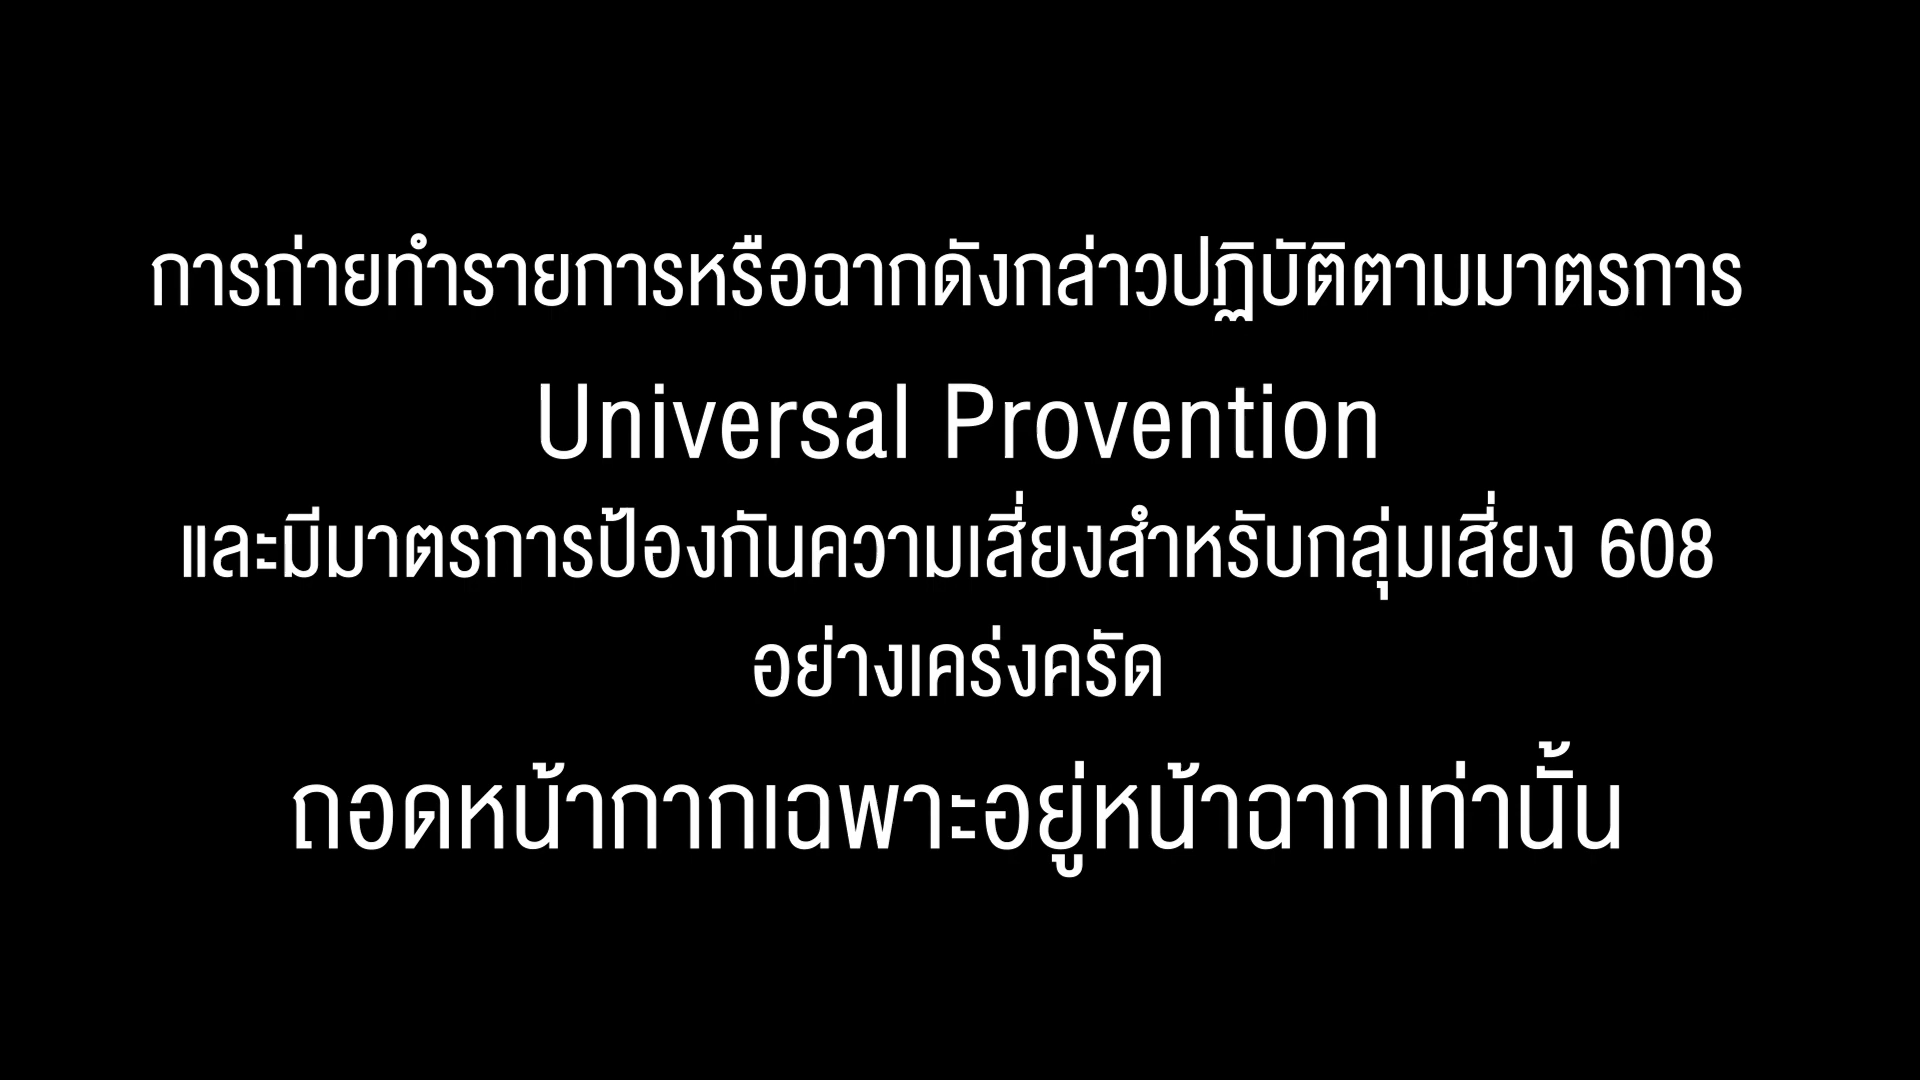 การถ่ายทำรายการหรือฉากดังกล่าวปฏิบัติตามมาตรการ
Universal Provention
และมีมาตรการป้องกันความเสี่ยงสำหรับกลุ่มเสี่ยง 608
อย่างเคร่งครัด
ถอดหน้ากากเฉพาะอยู่หน้าฉากเท่านั้น